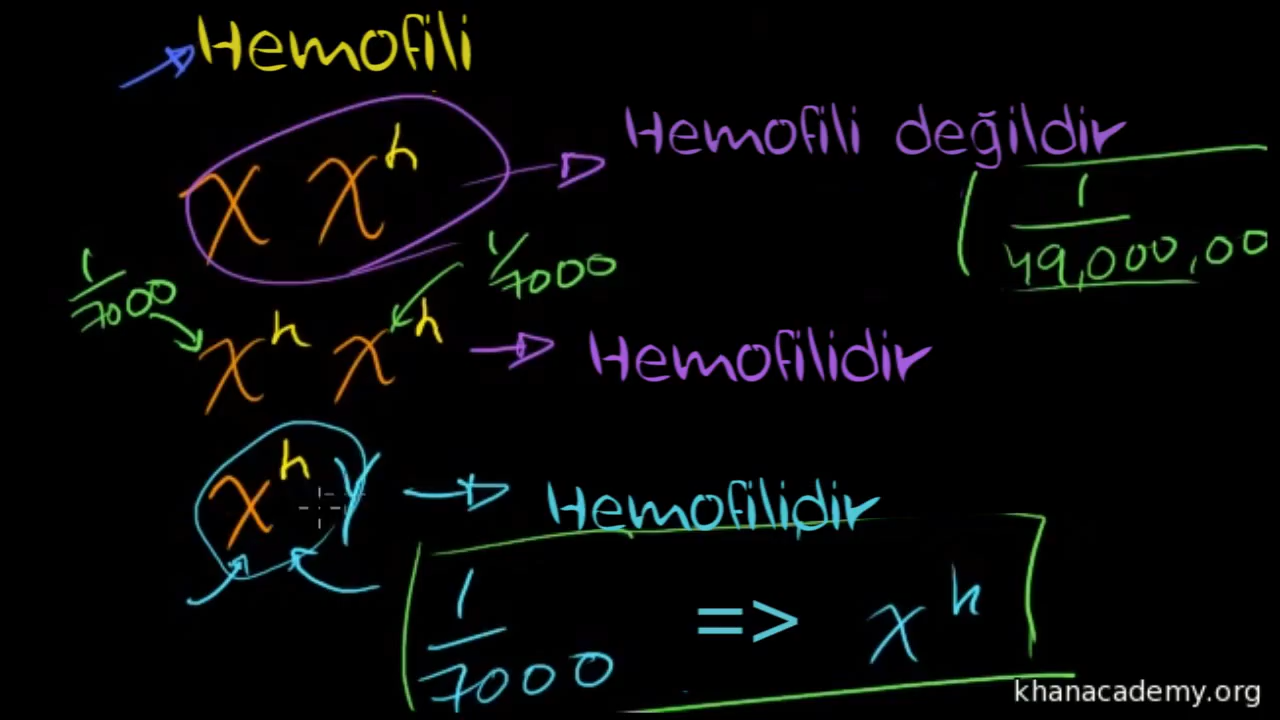 Hemofili
X X^h
Hemofili değildir
1/49,000,00
1/7000
1/7000
X^h X^h
Hemofilidir
X^h Y
Hemofilidir
1/7000 => X^h
khanacademy.org